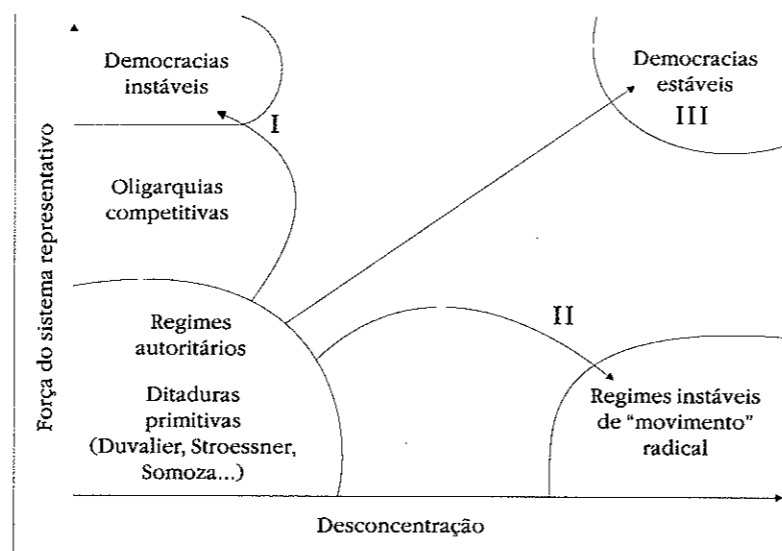 Força do sistema representativo
Democracias
instáveis
I
Oligarquias
competitivas
Regimes
autoritários
Ditaduras
primitivas
(Duvalier, Stroessner,
Somoza...)
Democracias
estáveis
III
II
Regimes instáveis
de "movimento"
radical
Desconcentração